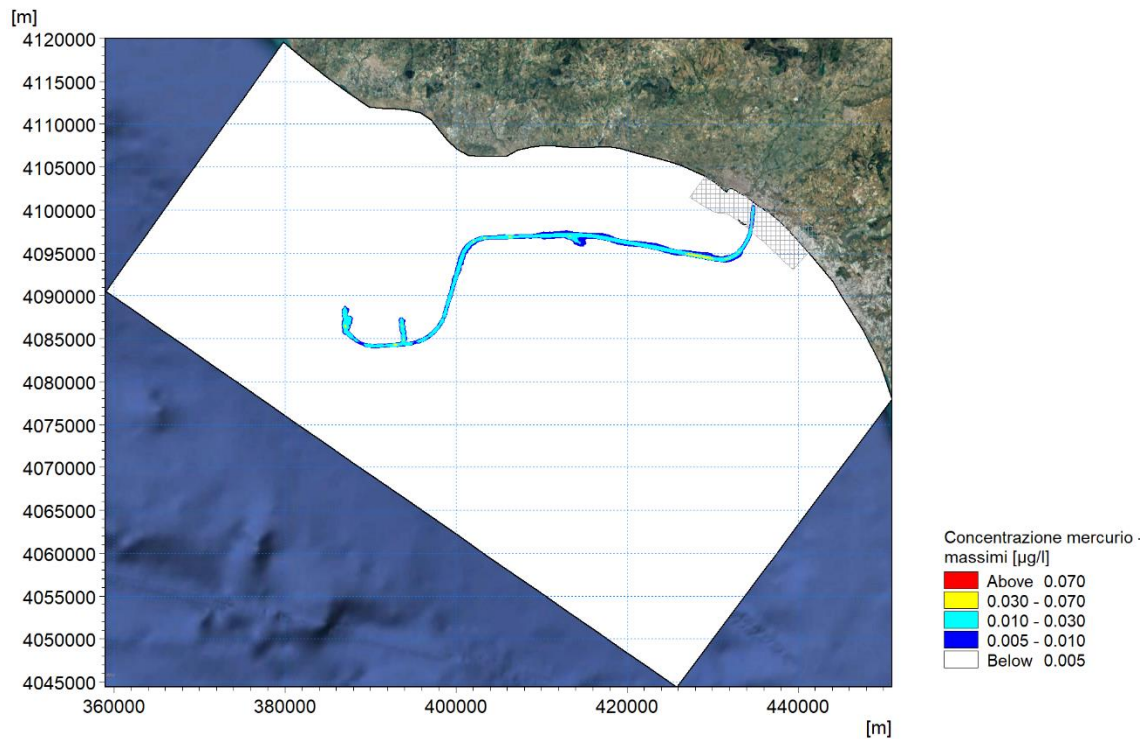 [m]
4120000
4115000
4110000
4105000
4100000
4095000
4090000
4085000
4080000
4075000
4070000
4065000
4060000
4055000
4050000
4045000
360000 380000 400000 420000 440000
[m]
Concentrazione mercurio -
massimi [µg/l]
Above 0.070
0.030 - 0.070
0.010 - 0.030
0.005 - 0.010
Below 0.005